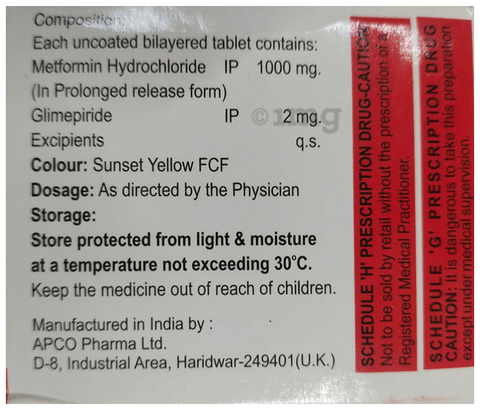 Composition:
Each uncoated bilayered tablet contains:
Metformin Hydrochloride IP 1000 mg.
(In Prolonged release form)
Glimepiride IP 2 mg.
Excipients q.s.
Colour: Sunset Yellow FCF
Dosage: As directed by the Physician
Storage:
Store protected from light & moisture
at a temperature not exceeding 30°C.
Keep the medicine out of reach of children.
Manufactured in India by :
APCO Pharma Ltd.
D-8, Industrial Area, Haridwar-249401(U.K.)
SCHEDULE 'H' PRESCRIPTION DRUG-CAUTION
Not to be sold by retail without the prescription of a
Registered Medical Practitioner.
SCHEDULE 'G' PRESCRIPTION DRUG
CAUTION: It is dangerous to take this preparation
except under medical supervision.
©1mg